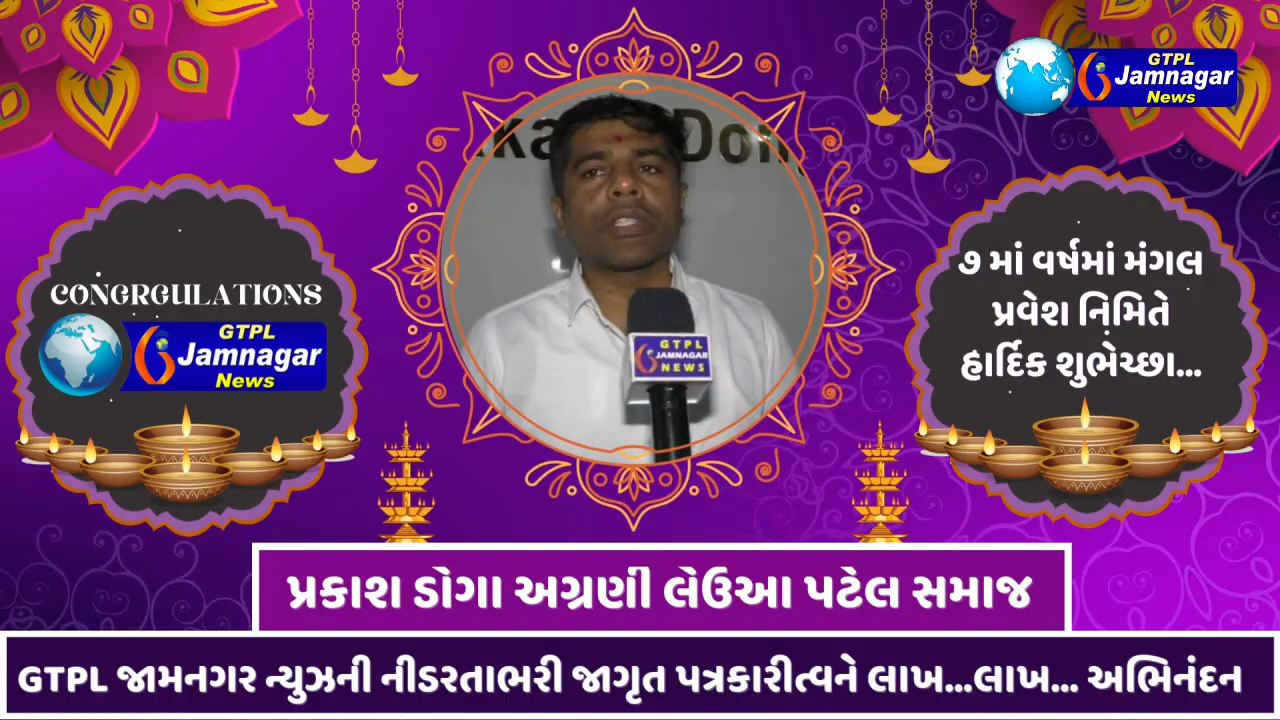 GTPL
Jamnagar
News
CONGRGULATIONS
GTPL
Jamnagar
News
GTPL
JAMNAGAR
NEWS
૭ માં વર્ષમાં મંગલ
પ્રવેશ નિમિતે
હાર્દિક શુભેચ્છા...
પ્રકાશ ડોગા અગ્રણી લેઉઆ પટેલ સમાજ
GTPL જામનગર ન્યુઝની નીડરતાભરી જાગૃત પત્રકારીત્વને લાખ...લાખ... અભિનંદન